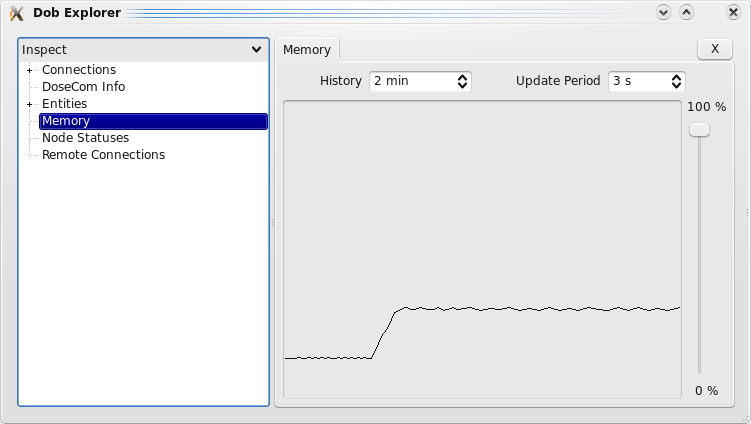 Dob Explorer
Inspect
Connections
DoseCom Info
Entities
Memory
Node Statuses
Remote Connections
Memory
X
History 2 min Update Period 3 s
100 %
0 %